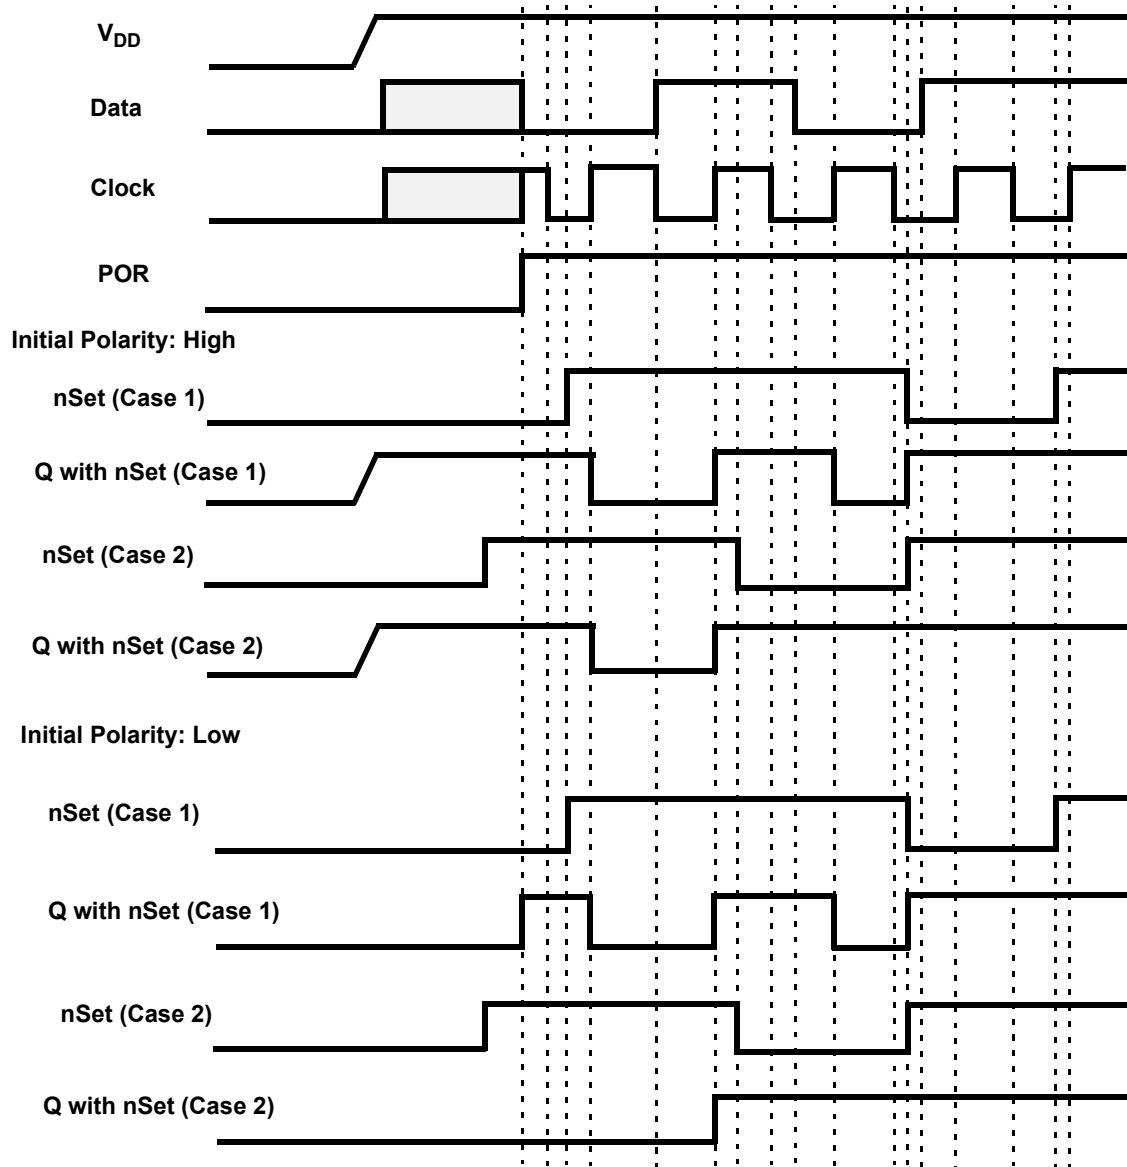 VDD
Data
Clock
POR
Initial Polarity: High
nSet (Case 1)
Q with nSet (Case 1)
nSet (Case 2)
Q with nSet (Case 2)
Initial Polarity: Low
nSet (Case 1)
Q with nSet (Case 1)
nSet (Case 2)
Q with nSet (Case 2)